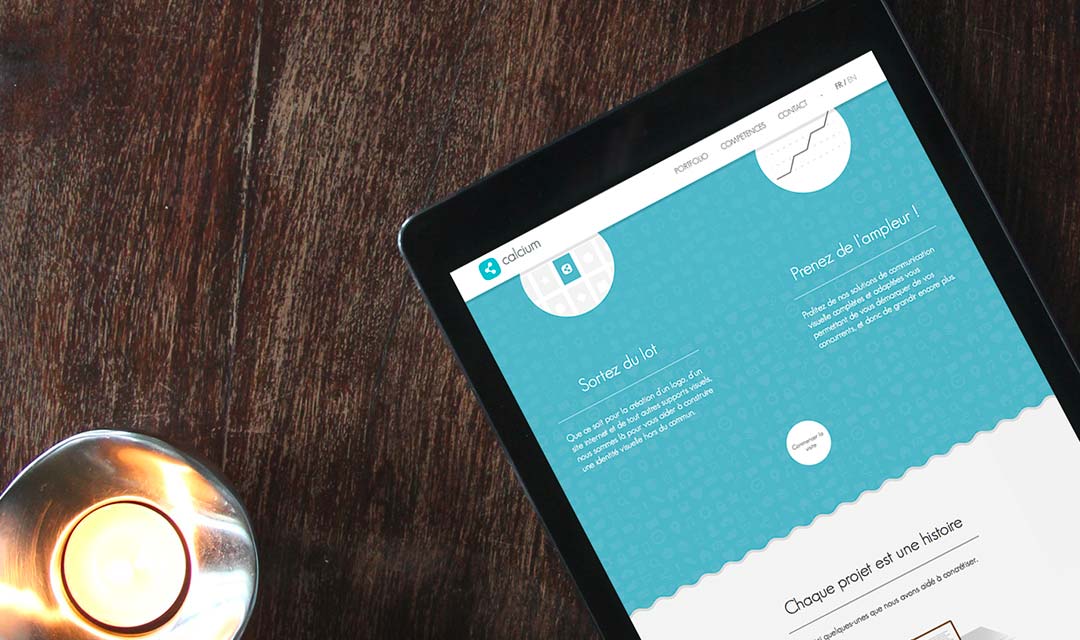 calcium
PORTFOLIO COMPETENCES CONTACT - FR / EN
Sortez du lot
Que ce soit pour la création d'un logo, d'un
site internet et de tout autres supports visuels,
nous sommes là pour vous aider à construire
une identité visuelle hors du commun.
Prenez de l'ampleur !
Profitez de nos solutions de communication
visuelle complètes et adaptées vous
permettant de vous démarquer de vos
concurrents, et donc de grandir encore plus.
Commencer la
visite
Chaque projet est une histoire
quelques-unes que nous avons aidé à concrétiser.